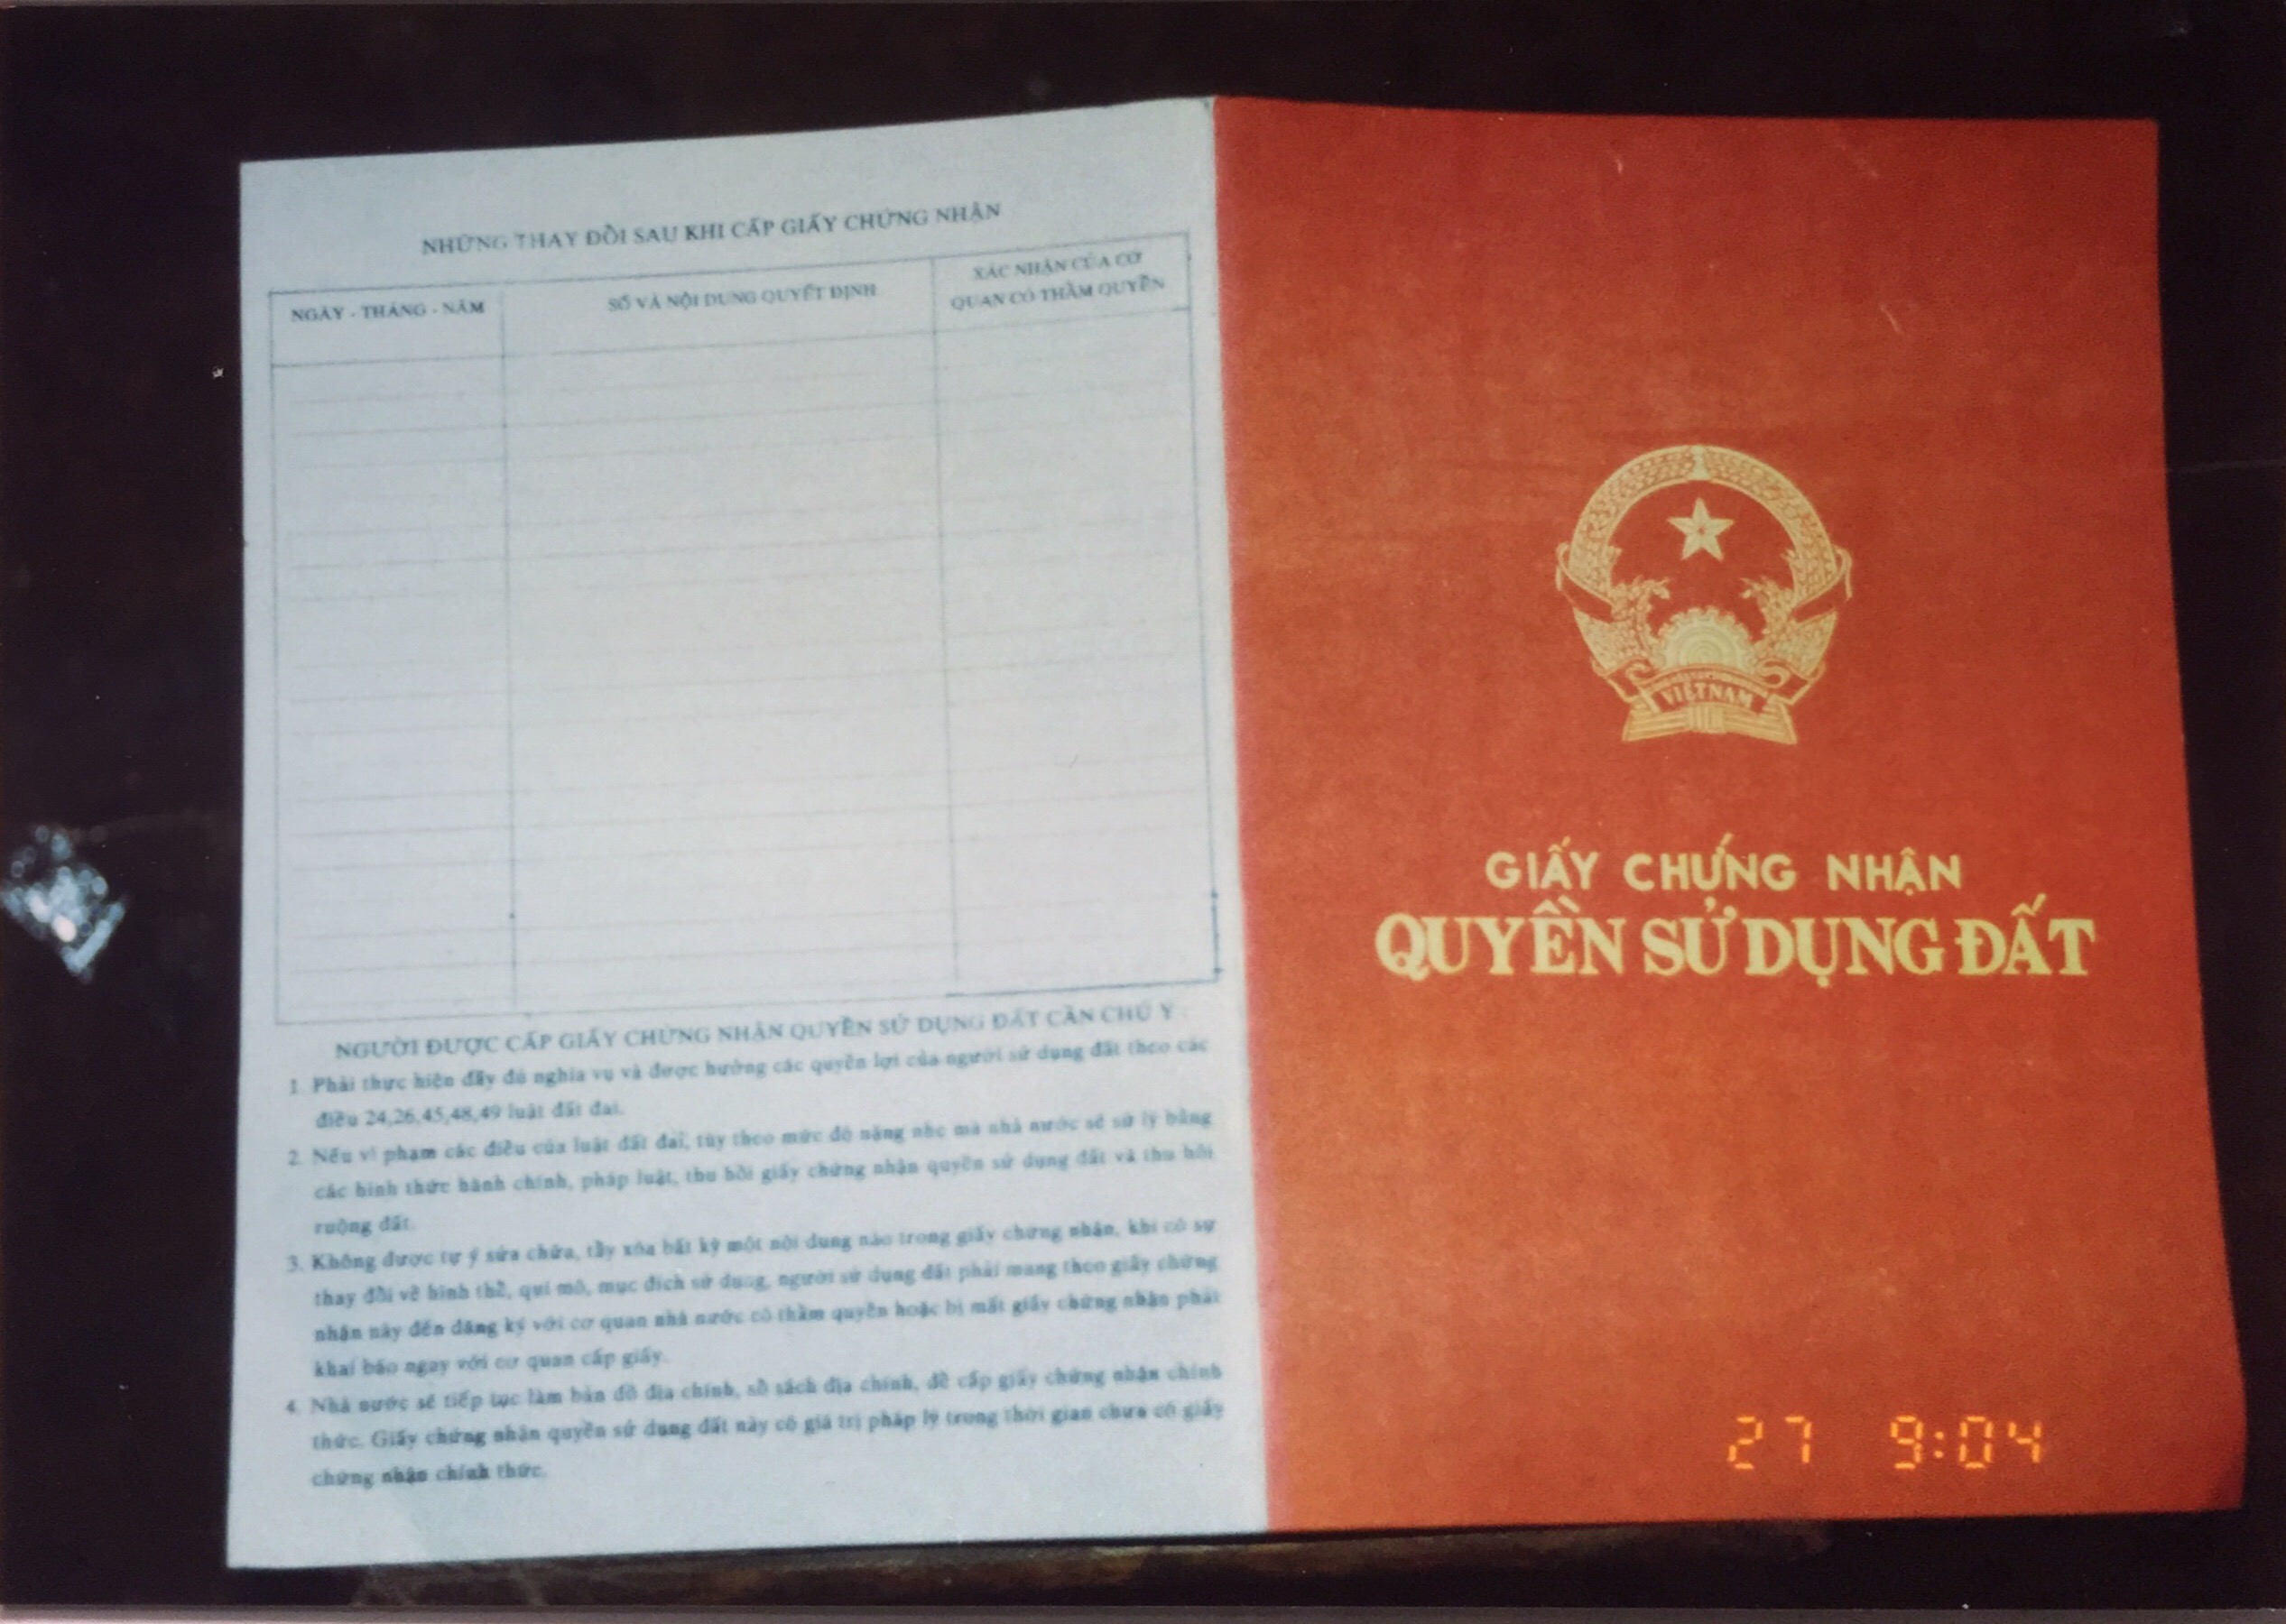 NHỮNG THAY ĐỒI SAU KHI CẤP GIẤY CHỨNG NHẬN
NGÀY - THÁNG - NĂM
SỐ VÀ NỘI DUNG QUYẾT ĐỊNH
XÁC NHẬN CỦA CƠ
QUAN CÓ THẦM QUYỀN
NGƯỜI ĐƯỢC CẤP GIẤY CHỨNG NHẬN QUYỀN SỬ DỤNG ĐẤT CẦN CHÚ Ý :
1. Phải thực hiện đầy đủ nghĩa vụ và được hưởng các quyền lợi của người sử dụng đất theo các
điều 24,26,45,48,49 luật đất đai.
2. Nếu vi phạm các điều của luật đất đai, tùy theo mức độ nặng nhẹ mà nhà nước sẽ sử lý bằng
các hình thức hành chính, pháp luật, thu hồi giấy chứng nhận quyền sử dụng đất và thu hồi
ruộng đất.
3. Không được tự ý sửa chữa, tầy xóa bất kỳ một nội dung nào trong giấy chứng nhận, khi có sự
thay đồi về hình thề, qui mô, mục đích sử dụng, người sử dụng đất phải mang theo giấy chứng
nhận này đến đăng ký với cơ quan nhà nước có thầm quyền hoặc bị mất giấy chứng nhận phải
khai báo ngay với cơ quan cấp giấy.
4. Nhà nước sẽ tiếp tục làm bản đồ địa chính, sồ sách địa chính, đề cấp giấy chứng nhận chính
thức. Giấy chứng nhận quyền sử dụng đất này có giá trị pháp lý trong thời gian chưa có giấy
chứng nhận chính thức.
VIỆTNAM
GIẤY CHỨNG NHẬN
QUYỀN SỬ DỤNG ĐẤT
27 9:04